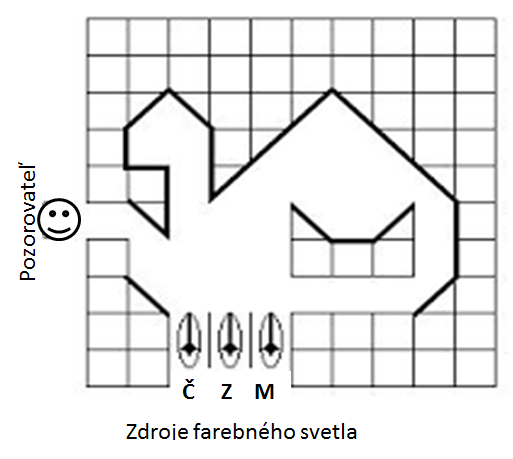 Pozorovateľ
Č Z M
Zdroje farebného svetla